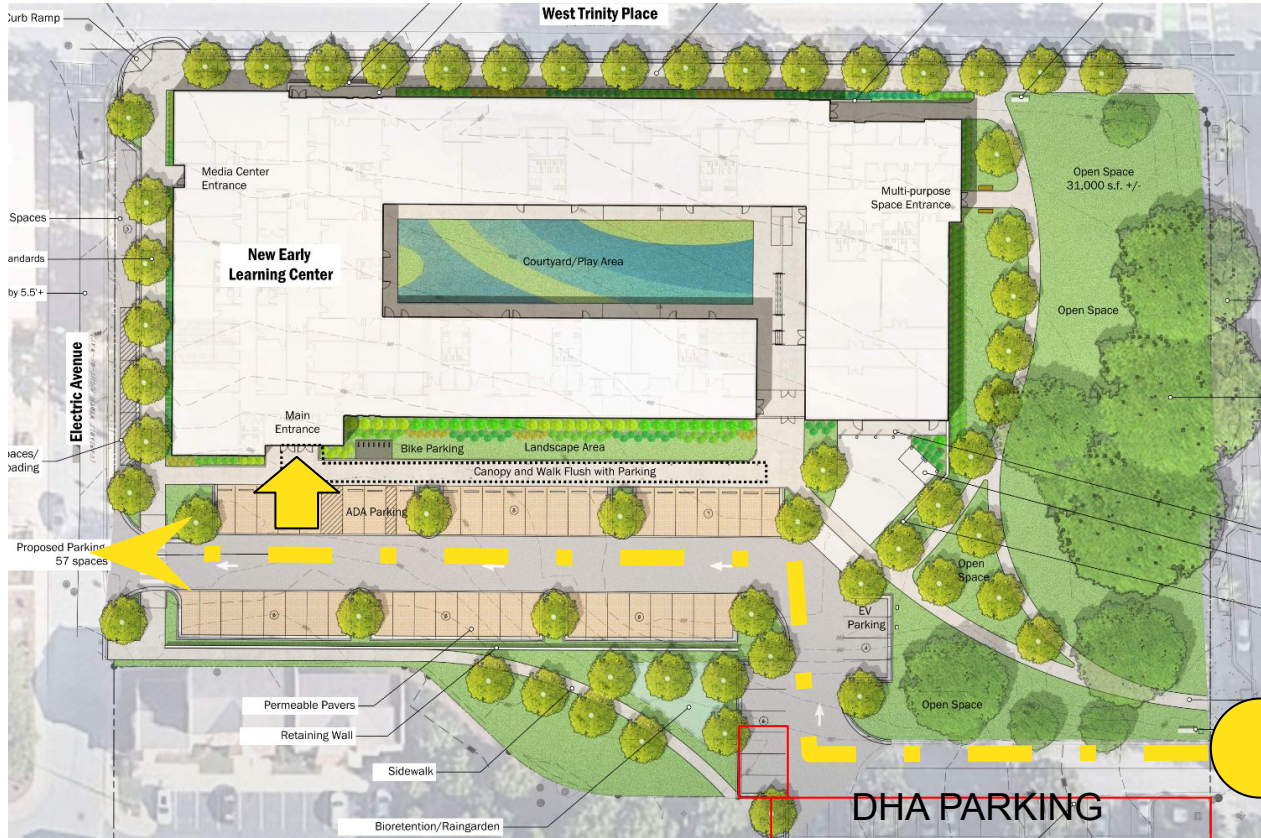 Curb Ramp
West Trinity Place
Media Center
Entrance
Multi-purpose
Space Entrance
Open Space
31,000 s.f. +/-
Spaces
andards
by 5.5'+
New Early
Learning Center
Courtyard/Play Area
Open Space
Electric Avenue
Main
Entrance
Bike Parking
Landscape Area
Canopy and Walk Flush with Parking
ADA Parking
Proposed Parking
57 spaces
Open
Space
EV
Parking
Permeable Pavers
Retaining Wall
Sidewalk
Bioretention/Raingarden
Open Space
DHA PARKING